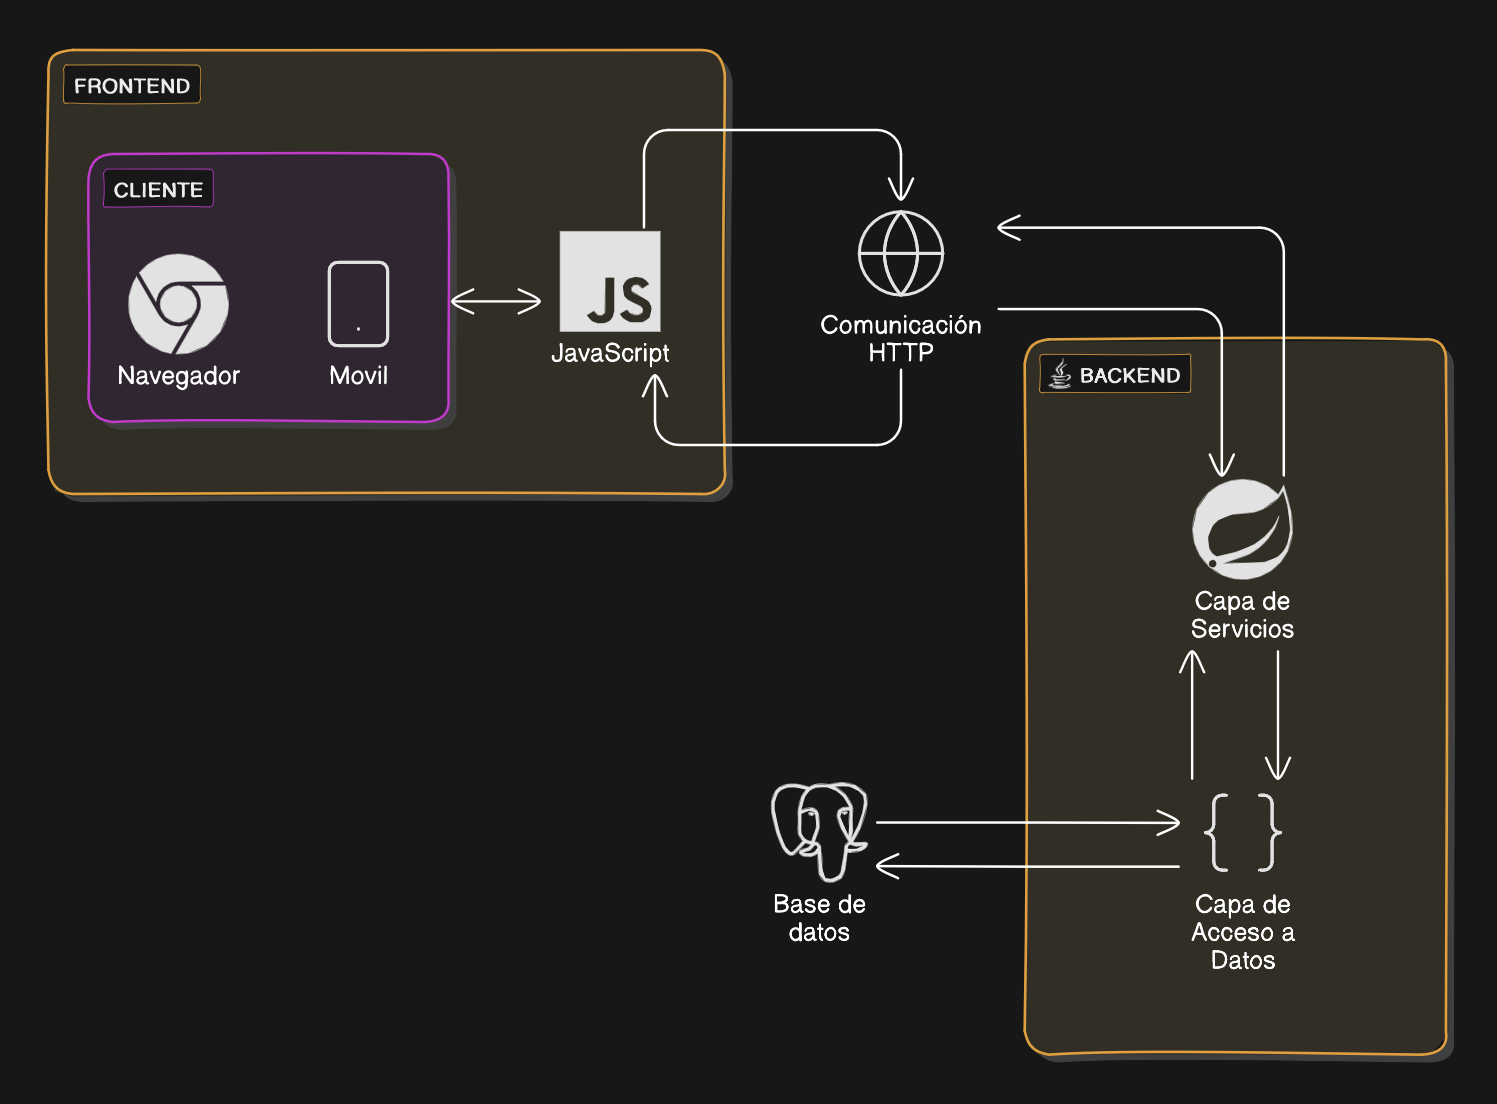 FRONTEND
CLIENTE
Navegador
Movil
JS
JavaScript
Comunicación
HTTP
BACKEND
Capa de
Servicios
Base de
datos
{ }
Capa de
Acceso a
Datos